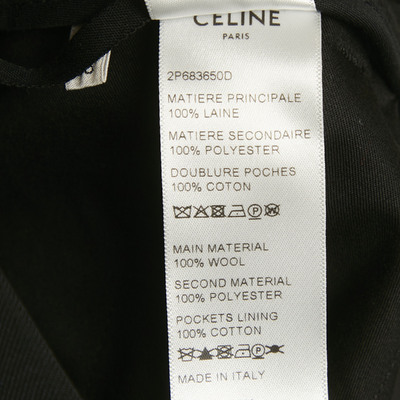 CELINE
PARIS
2P683650D
MATIERE PRINCIPALE
100% LAINE
MATIERE SECONDAIRE
100% POLYESTER
DOUBLURE POCHES
100% COTON
MAIN MATERIAL
100% WOOL
SECOND MATERIAL
100% POLYESTER
POCKETS LINING
100% COTTON
MADE IN ITALY